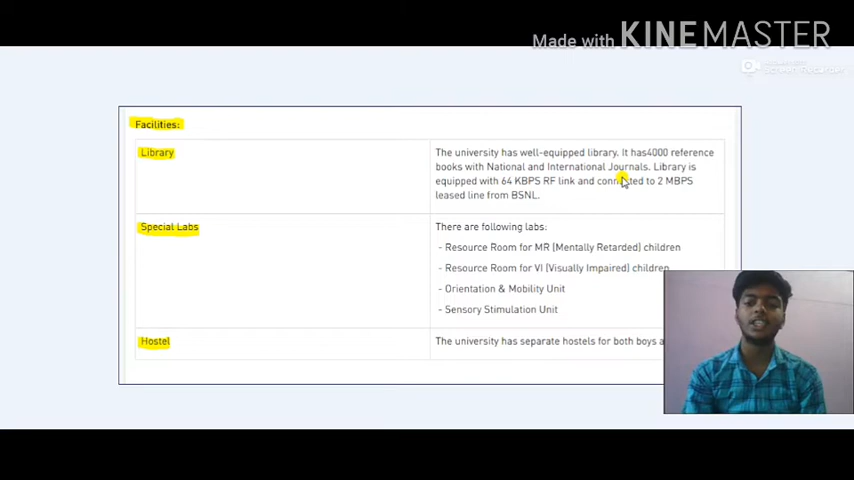 Made with KINEMASTER
Screen Recorder
Facilities:
Library
The university has well-equipped library. It has4000 reference
books with National and International Journals. Library is
equipped with 64 KBPS RF link and connected to 2 MBPS
leased line from BSNL.
Special Labs
There are following labs:
- Resource Room for MR (Mentally Retarded) children
- Resource Room for VI (Visually Impaired) children
- Orientation & Mobility Unit
- Sensory Stimulation Unit
Hostel
The university has separate hostels for both boys a